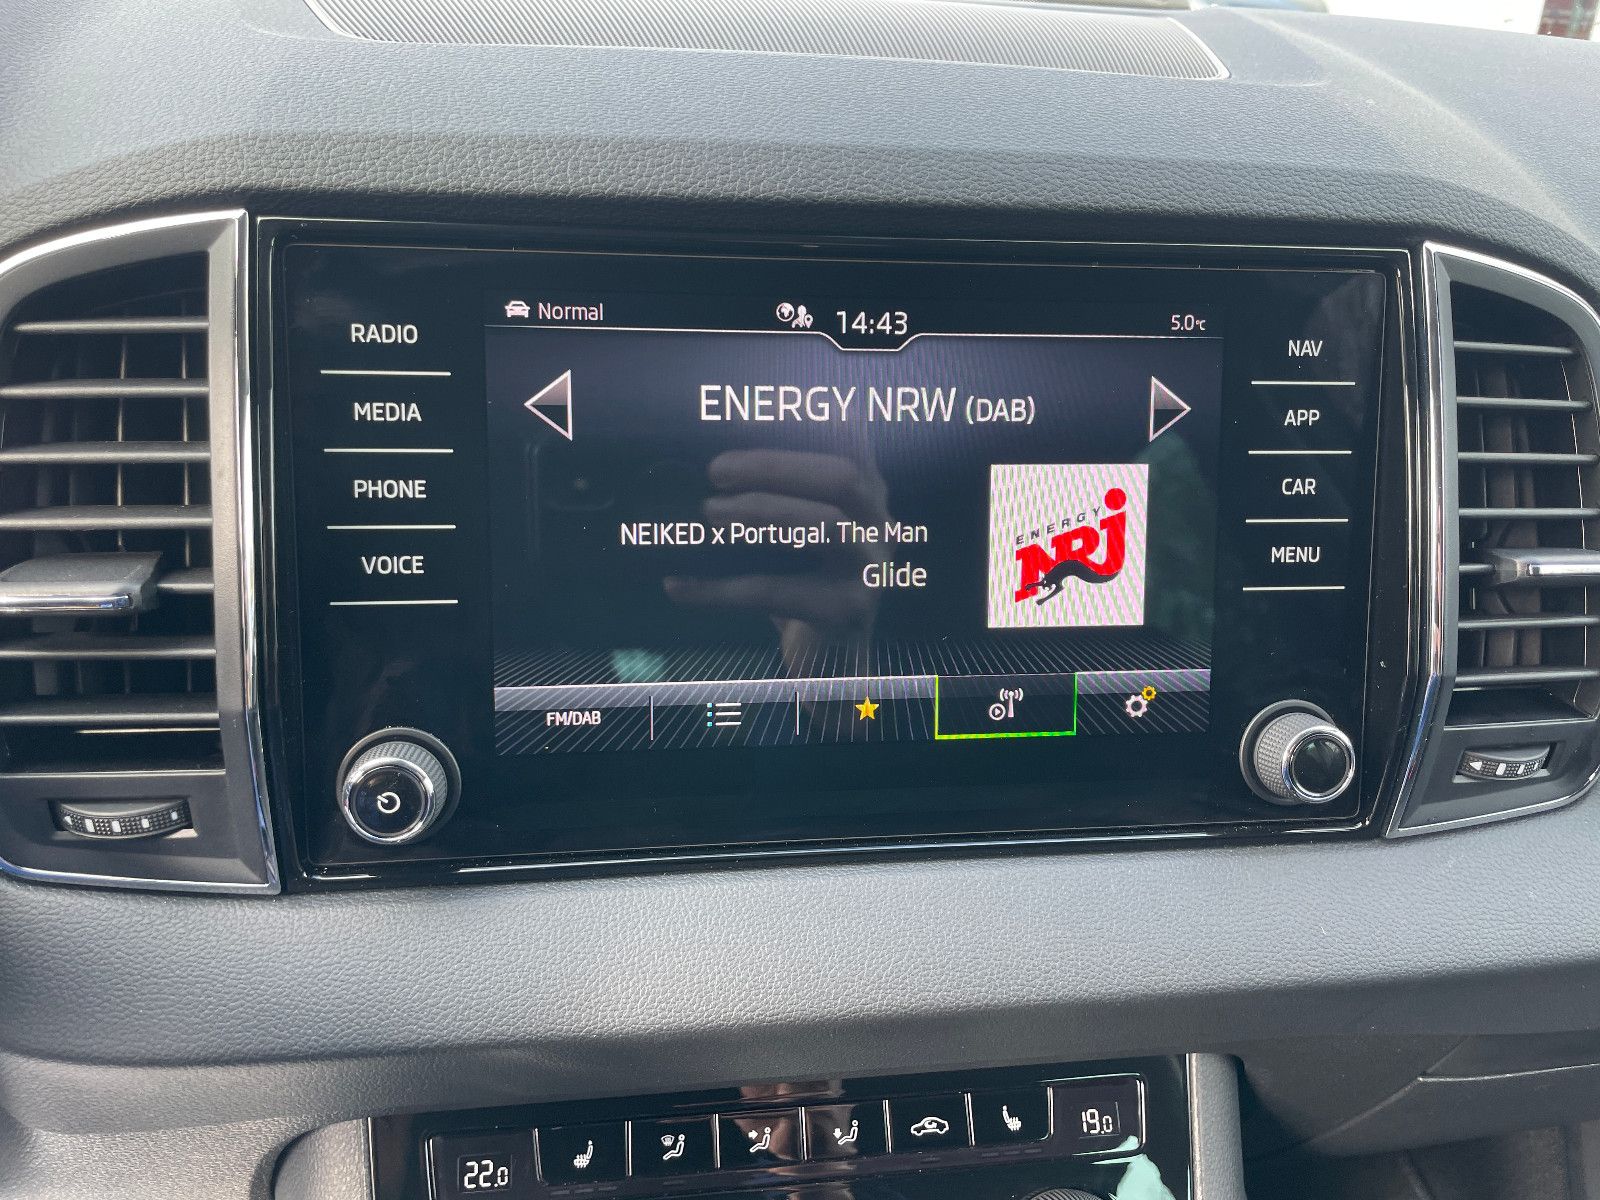 Normal
14:43
5.0°C
RADIO
MEDIA
PHONE
VOICE
ENERGY NRW (DAB)
NEIKED x Portugal. The Man
Glide
ENERGY
NRJ
FM/DAB
NAV
APP
CAR
MENU
22.0
19.0